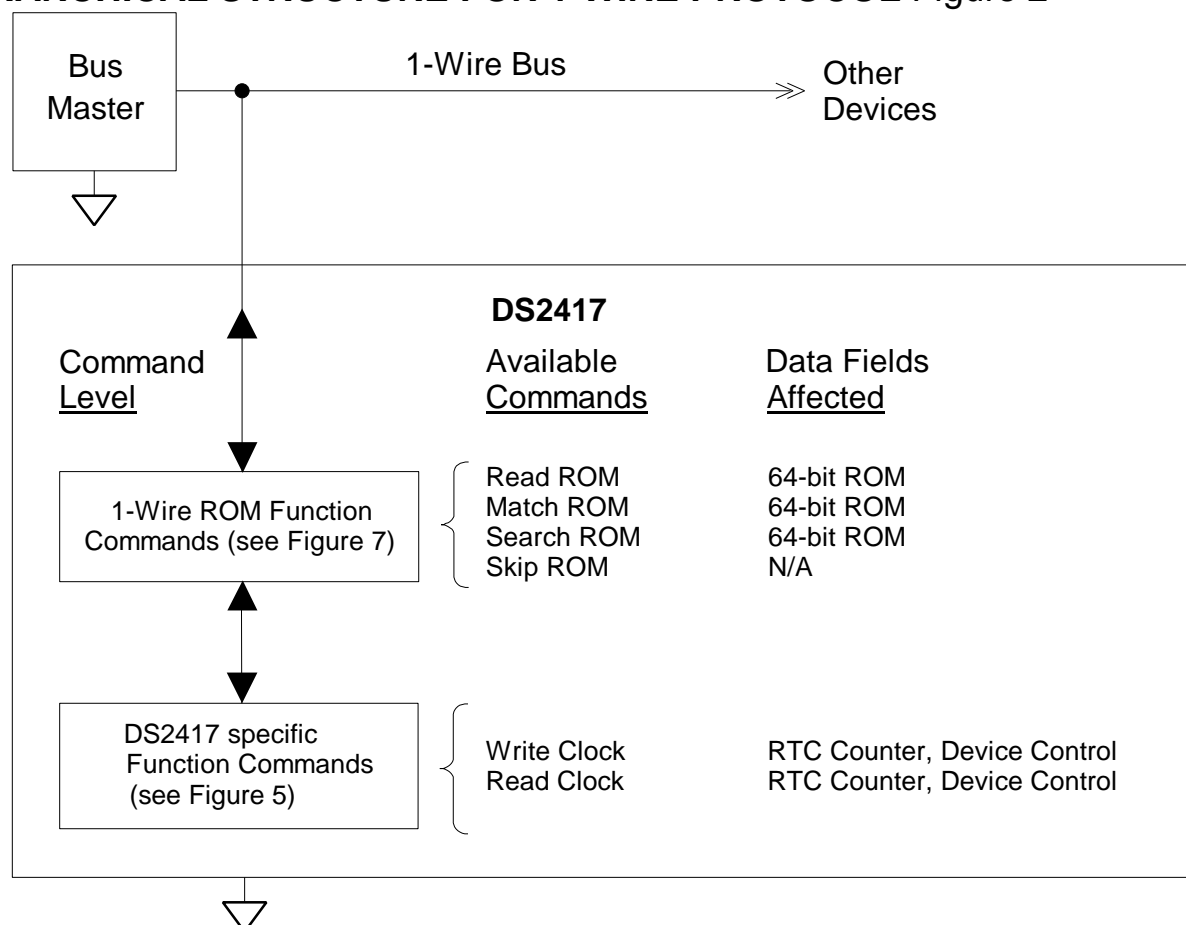 Figure 2
Bus
Master
1-Wire Bus
Other
Devices
DS2417
Command
Level
Available
Commands
Data Fields
Affected
1-Wire ROM Function
Commands (see Figure 7)
Read ROM
Match ROM
Search ROM
Skip ROM
64-bit ROM
64-bit ROM
64-bit ROM
N/A
DS2417 specific
Function Commands
(see Figure 5)
Write Clock
Read Clock
RTC Counter, Device Control
RTC Counter, Device Control